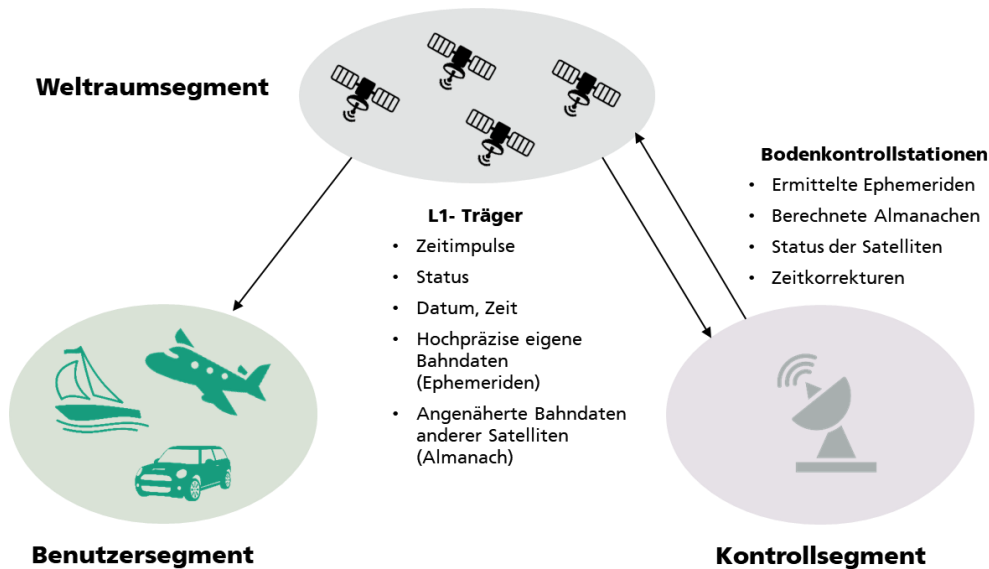 Weltraumsegment
Bodenkontrollstationen
• Ermittelte Ephemeriden
• Berechnete Almanachen
• Status der Satelliten
• Zeitkorrekturen
L1- Träger
• Zeitimpulse
• Status
• Datum, Zeit
• Hochpräzise eigene
Bahndaten
(Ephemeriden)
• Angenäherte Bahndaten
anderer Satelliten
(Almanach)
Benutzersegment
Kontrollsegment